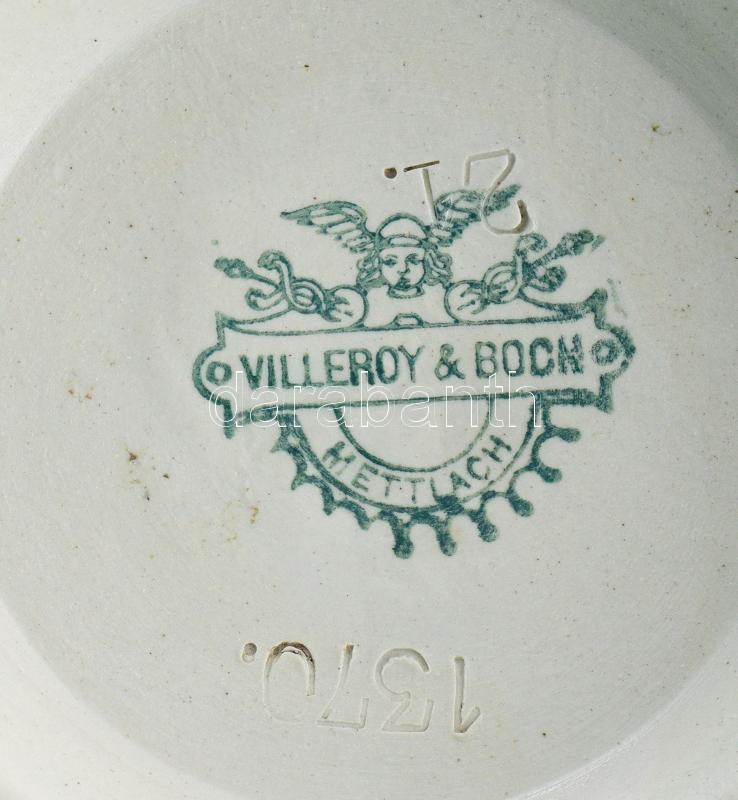 21.
VILLEROY & BOCH
darabanth
METTLACH
1370.